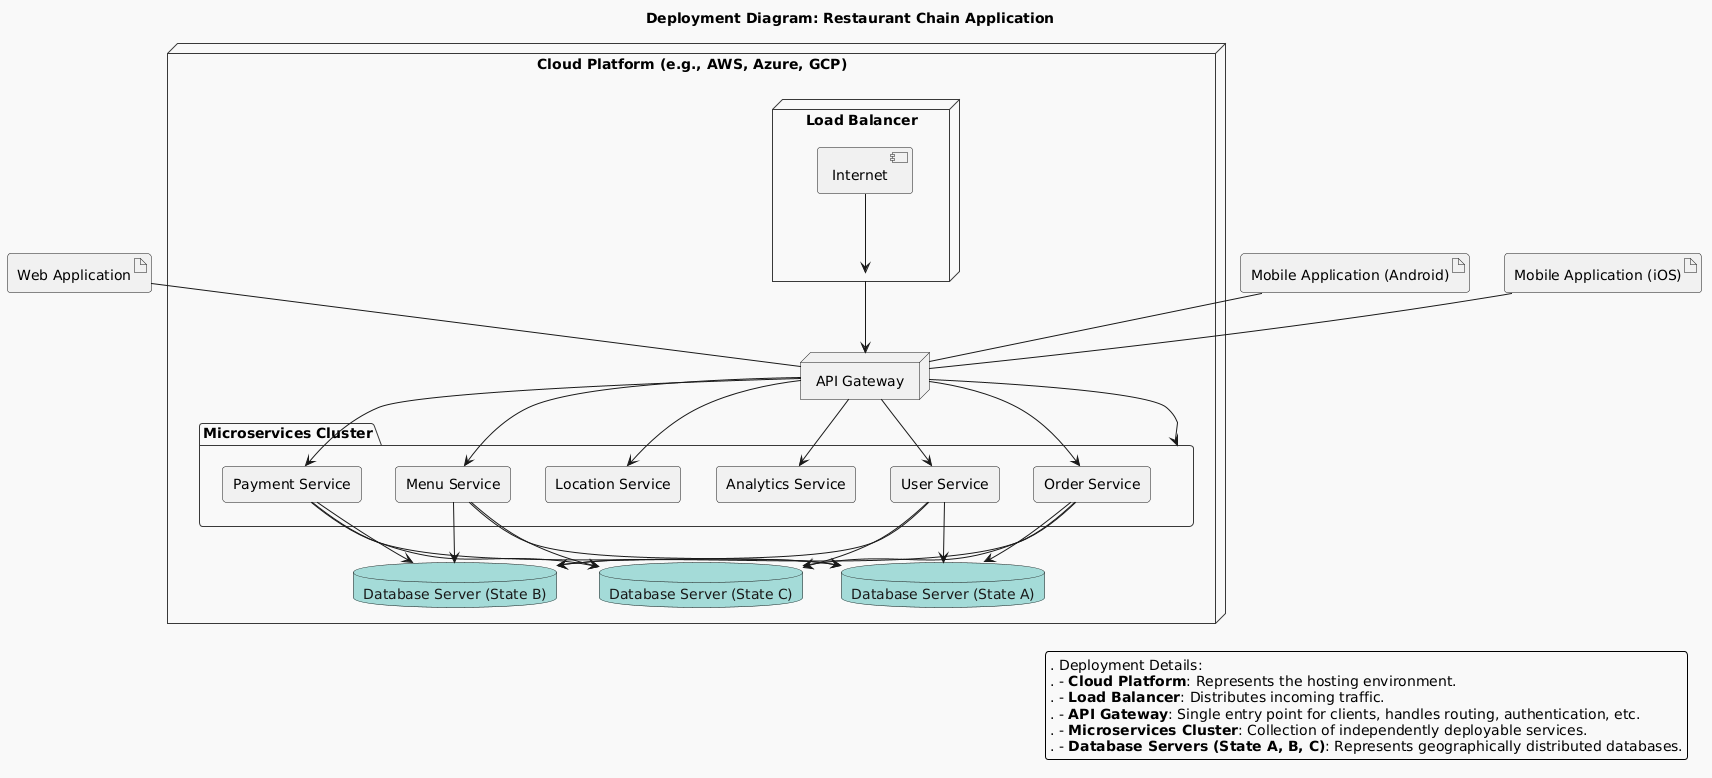 Deployment Diagram: Restaurant Chain Application
Cloud Platform (e.g., AWS, Azure, GCP)
Load Balancer
Internet
Web Application
Mobile Application (Android)
Mobile Application (iOS)
API Gateway
Microservices Cluster
Payment Service
Menu Service
Location Service
Analytics Service
User Service
Order Service
Database Server (State B)
Database Server (State C)
Database Server (State A)
. Deployment Details:
. - Cloud Platform: Represents the hosting environment.
. - Load Balancer: Distributes incoming traffic.
. - API Gateway: Single entry point for clients, handles routing, authentication, etc.
. - Microservices Cluster: Collection of independently deployable services.
. - Database Servers (State A, B, C): Represents geographically distributed databases.